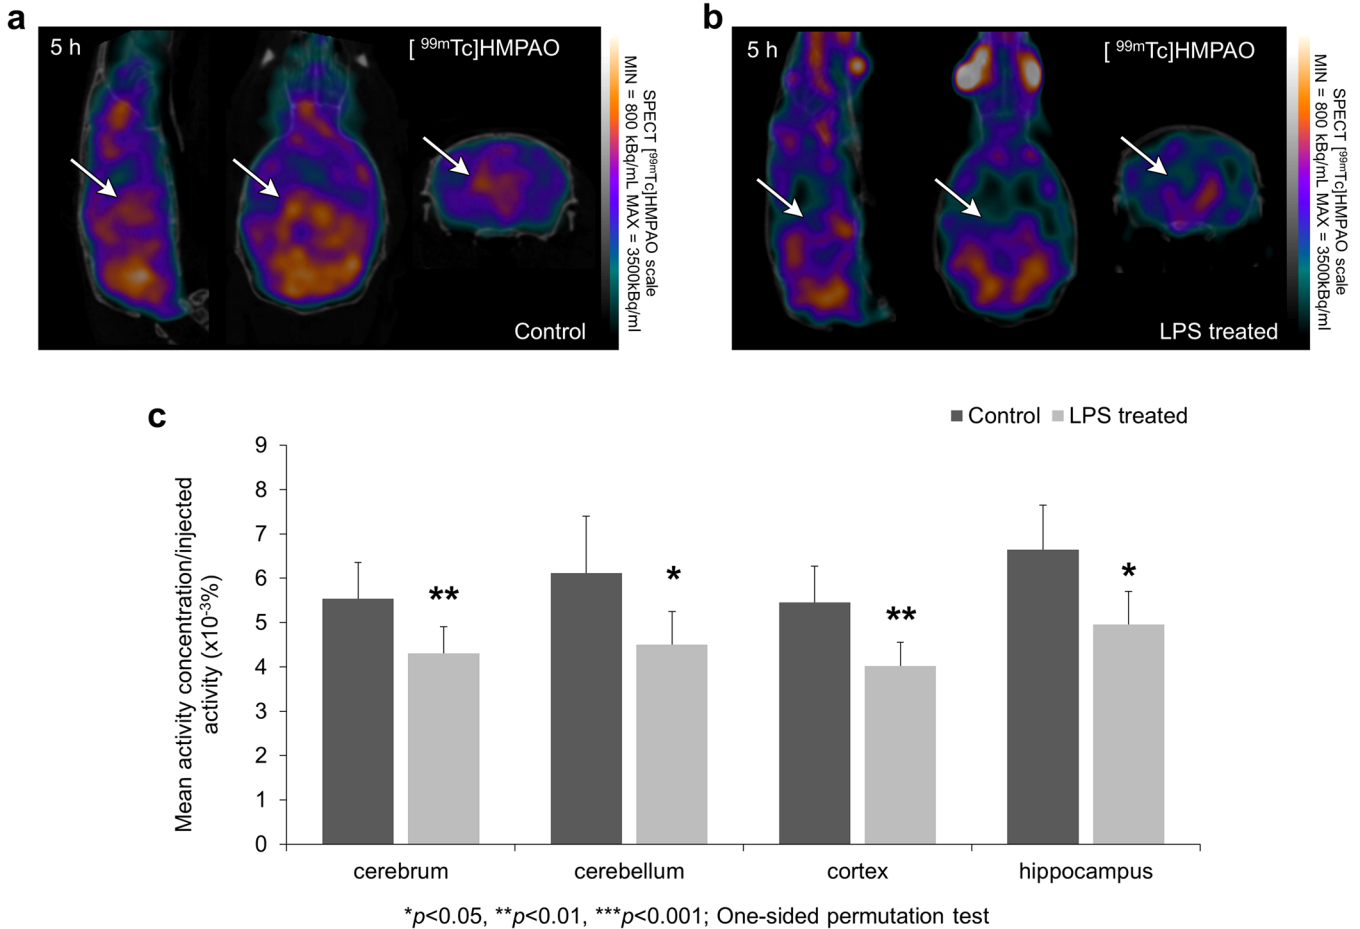 a
5 h
[ ⁹⁹ᵐTc]HMPAO
Control
SPECT [⁹⁹ᵐTc]HMPAO scale
MIN = 800 kBq/mL MAX = 3500kBq/ml
b
5 h
[ ⁹⁹ᵐTc]HMPAO
LPS treated
SPECT [⁹⁹ᵐTc]HMPAO scale
MIN = 800 kBq/mL MAX = 3500kBq/ml
c
Control LPS treated
Mean activity concentration/injected
activity (x10⁻³%)
9
8
7
6
5
4
3
2
1
0
**
*
**
*
cerebrum cerebellum cortex hippocampus
*p<0.05, **p<0.01, ***p<0.001; One-sided permutation test